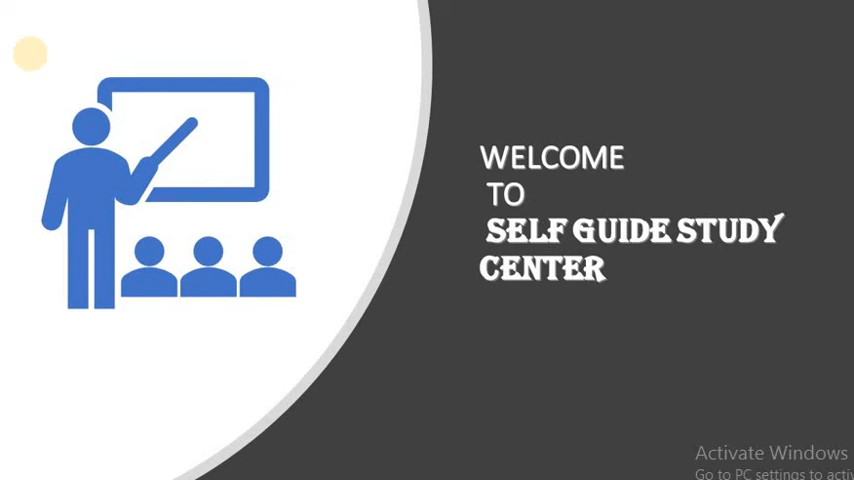 WELCOME
TO
SELF GUIDE STUDY
CENTER
Activate Windows
Go to PC settings to activ